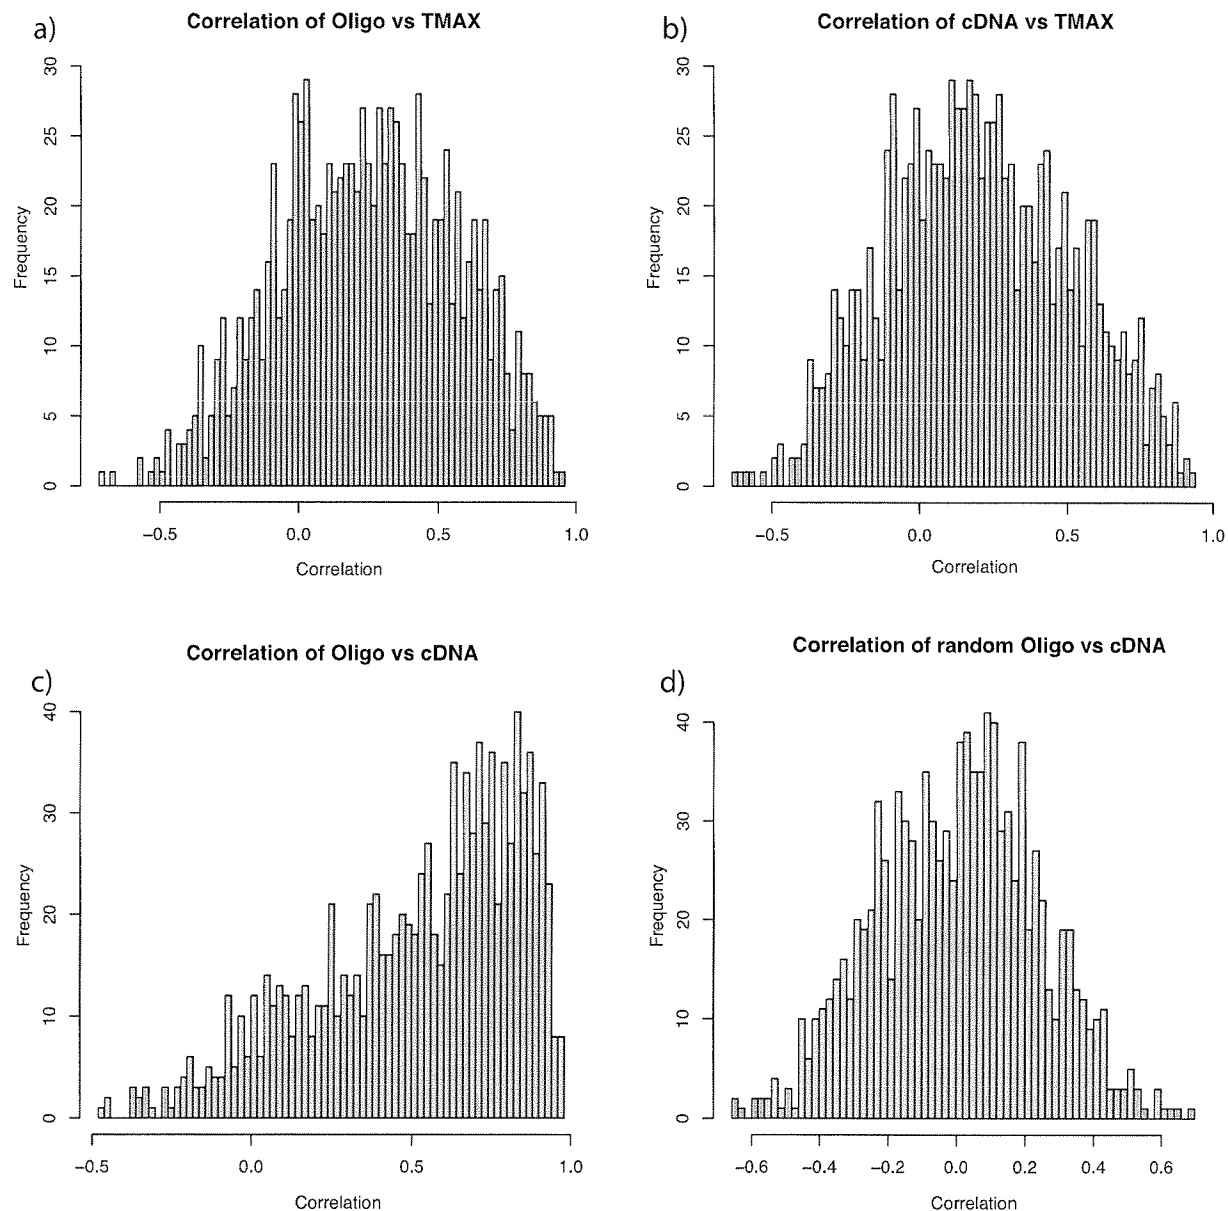 a)
Correlation of Oligo vs TMAX
Frequency
0 5 10 15 20 25 30
−0.5 0.0 0.5 1.0
Correlation
b)
Correlation of cDNA vs TMAX
Frequency
0 5 10 15 20 25 30
−0.5 0.0 0.5 1.0
Correlation
c)
Correlation of Oligo vs cDNA
Frequency
0 10 20 30 40
−0.5 0.0 0.5 1.0
Correlation
d)
Correlation of random Oligo vs cDNA
Frequency
0 10 20 30 40
−0.6 −0.4 −0.2 0.0 0.2 0.4 0.6
Correlation